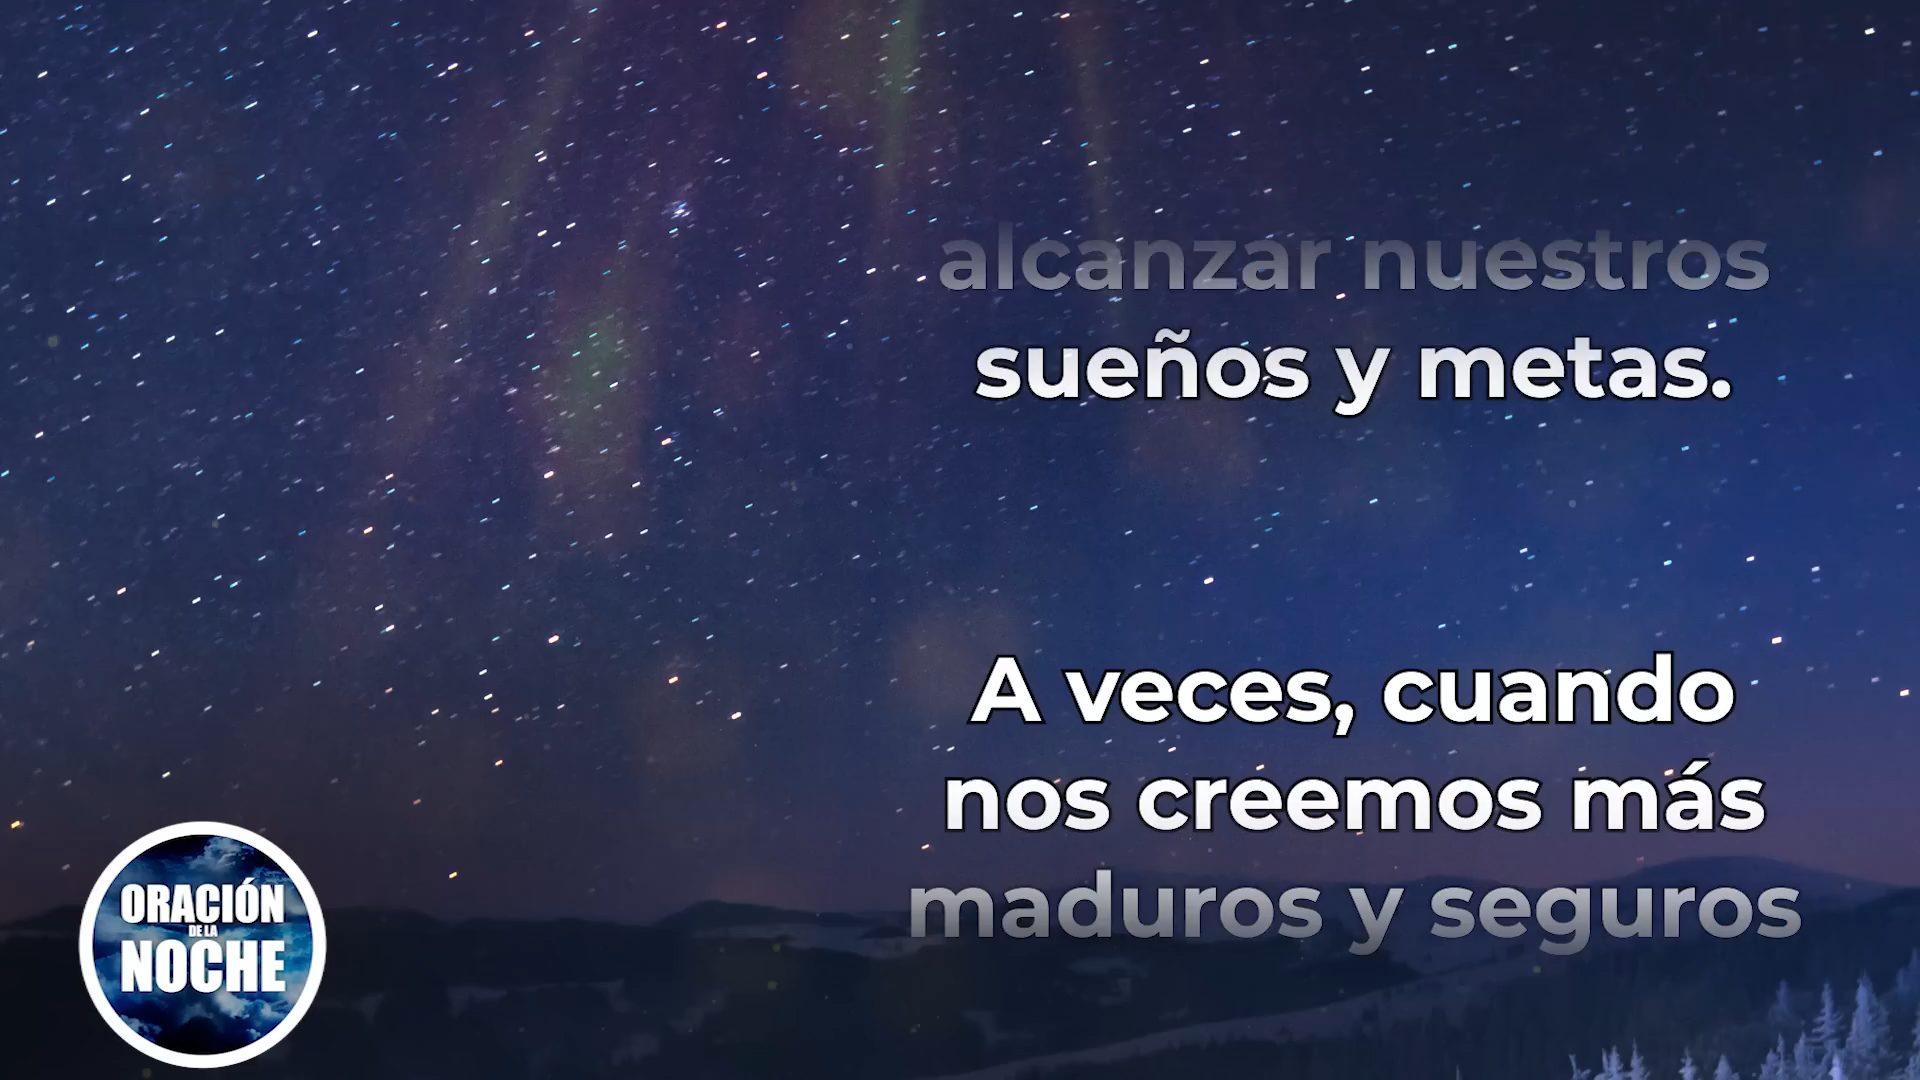 alcanzar nuestros
sueños y metas.
A veces, cuando
nos creemos más
maduros y seguros
ORACIÓN
DE LA
NOCHE